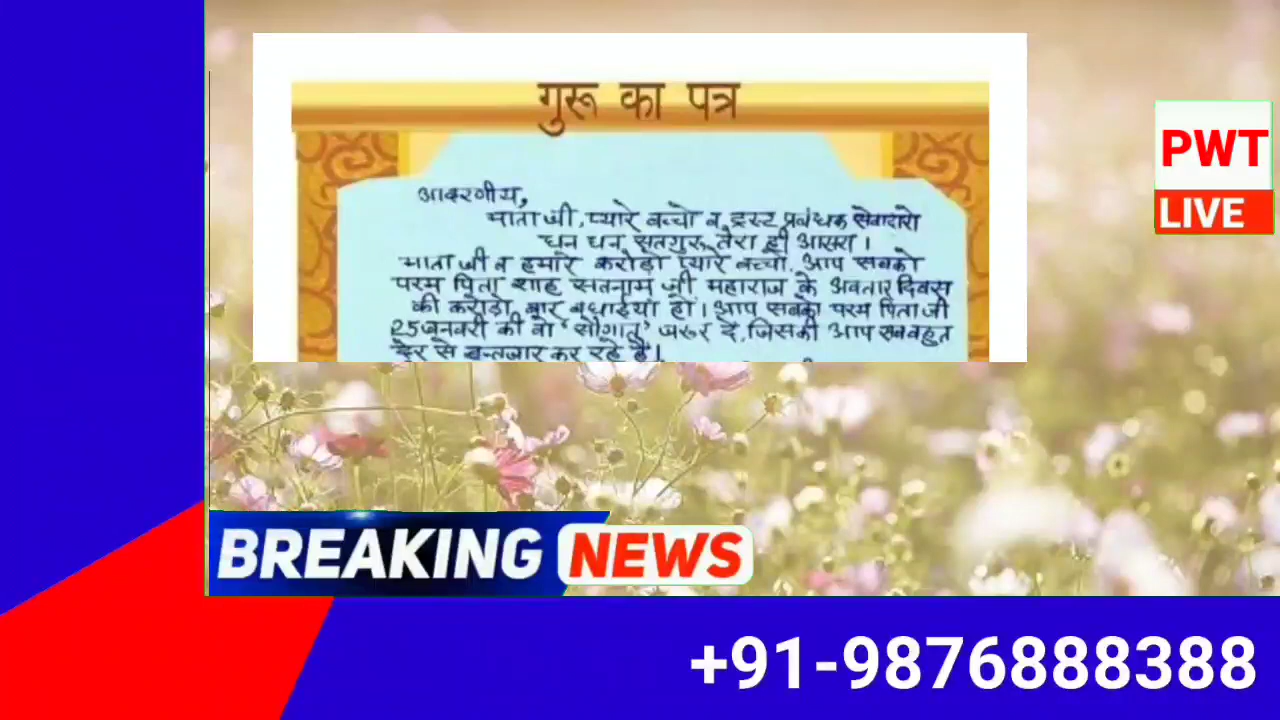 गुरू का पत्र
आदरणीय,
माता जी, प्यारे बच्चो व ट्रस्ट प्रबंधक सेवादारो
धन धन सतगुरू तेरा ही आसरा।
माता जी व हमारे करोड़ों प्यारे बच्चो, आप सबको
परम पिता शाह सतनाम जी महाराज के अवतार दिवस
की करोड़ों बार बधाईयां हों। आप सबको परम पिता जी
25 जनवरी की वो 'सौगात' जरूर दें, जिसकी आप सब बहुत
देर से इन्तजार कर रहे हैं।
PWT
LIVE
BREAKING NEWS
+91-9876888388